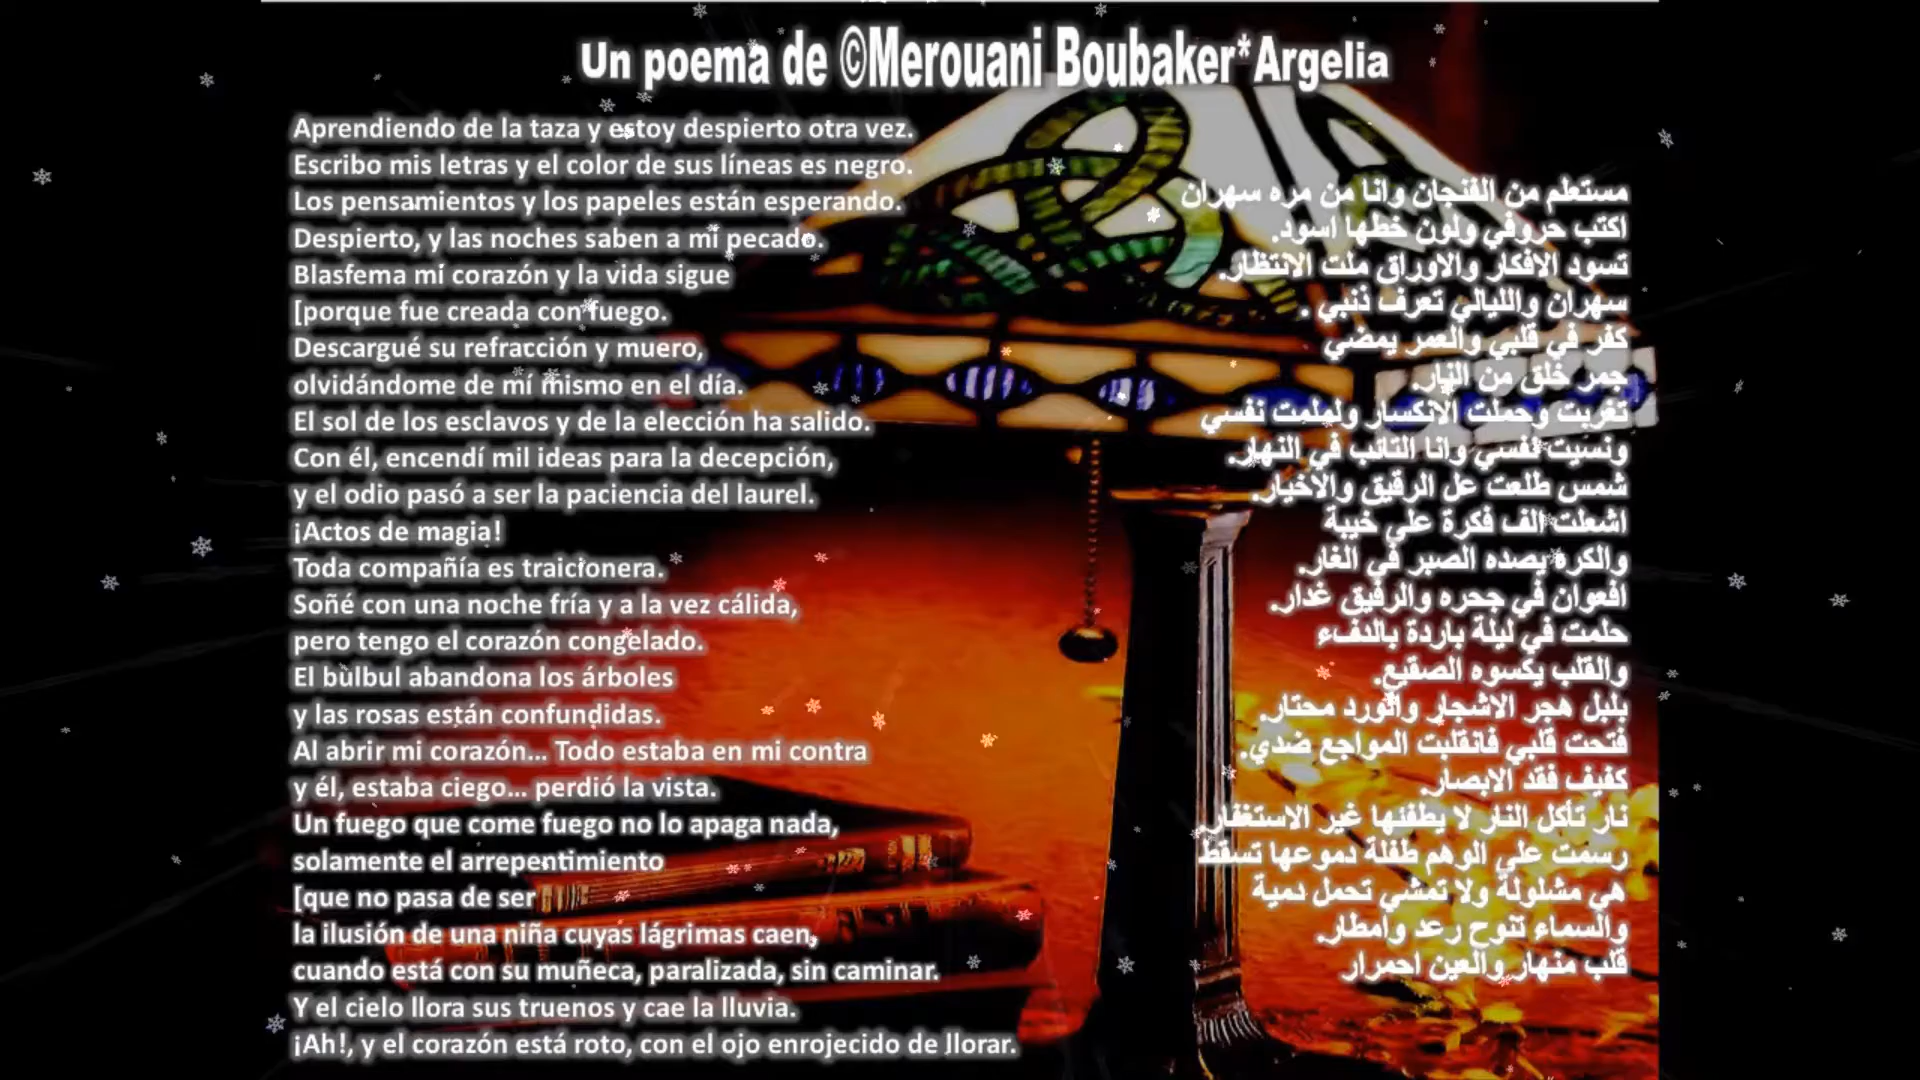 Un poema de ©Merouani Boubaker*Argelia
Aprendiendo de la taza y estoy despierto otra vez.
Escribo mis letras y el color de sus líneas es negro.
Los pensamientos y los papeles están esperando.
Despierto, y las noches saben a mi pecado.
Blasfema mi corazón y la vida sigue
[porque fue creada con fuego.
Descargué su refracción y muero,
olvidándome de mí mismo en el día.
El sol de los esclavos y de la elección ha salido.
Con él, encendí mil ideas para la decepción,
y el odio pasó a ser la paciencia del laurel.
¡Actos de magia!
Toda compañía es traicionera.
Soñé con una noche fría y a la vez cálida,
pero tengo el corazón congelado.
El bulbul abandona los árboles
y las rosas están confundidas.
Al abrir mi corazón... Todo estaba en mi contra
y él, estaba ciego... perdió la vista.
Un fuego que come fuego no lo apaga nada,
solamente el arrepentimiento
[que no pasa de ser
la ilusión de una niña cuyas lágrimas caen,
cuando está con su muñeca, paralizada, sin caminar.
Y el cielo llora sus truenos y cae la lluvia.
¡Ah!, y el corazón está roto, con el ojo enrojecido de llorar.
مستعلم من الفنجان وانا من مره سهران
اكتب حروفي ولون خطها اسود.
تسود الافكار والاوراق ملت الانتظار.
سهران والليالي تعرف ذنبي .
كفر في قلبي والعمر يمضي
جمر خلق من النار.
تغربت وحملت الانكسار ولملمت نفسي
ونسيت نفسي وانا التائب في النهار.
شمس طلعت عل الرقيق والاخيار.
اشعلت الف فكرة على خيبة
والكره يصده الصبر في الغار.
افعوان في جحره والرفيق غدار.
حلمت في ليلة باردة بالدفء
والقلب يكسوه الصقيع.
بلبل هجر الاشجار والورد محتار.
فتحت قلبي فانقلبت المواجع ضدي.
كفيف فقد الابصار.
نار تأكل النار لا يطفئها غير الاستغفار.
رسمت على الوهم طفلة دموعها تسقط
هي مشلولة ولا تمشي تحمل دمية
والسماء تنوح رعد وامطار.
قلب منهار والعين احمرار